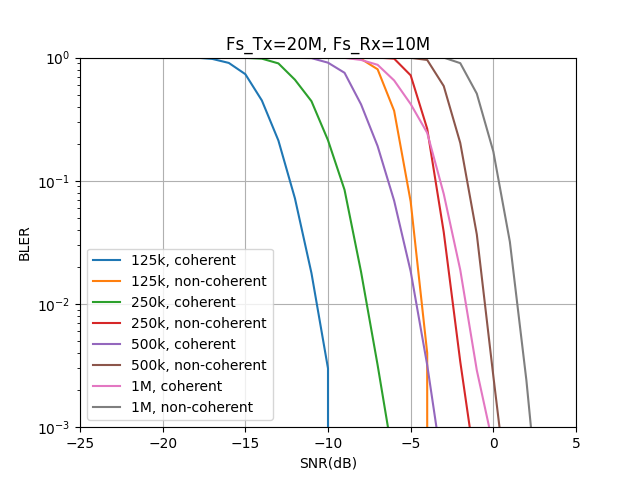 Fs_Tx=20M, Fs_Rx=10M
10^0
10^−1
10^−2
10^−3
BLER
125k, coherent
125k, non-coherent
250k, coherent
250k, non-coherent
500k, coherent
500k, non-coherent
1M, coherent
1M, non-coherent
−25 −20 −15 −10 −5 0 5
SNR(dB)